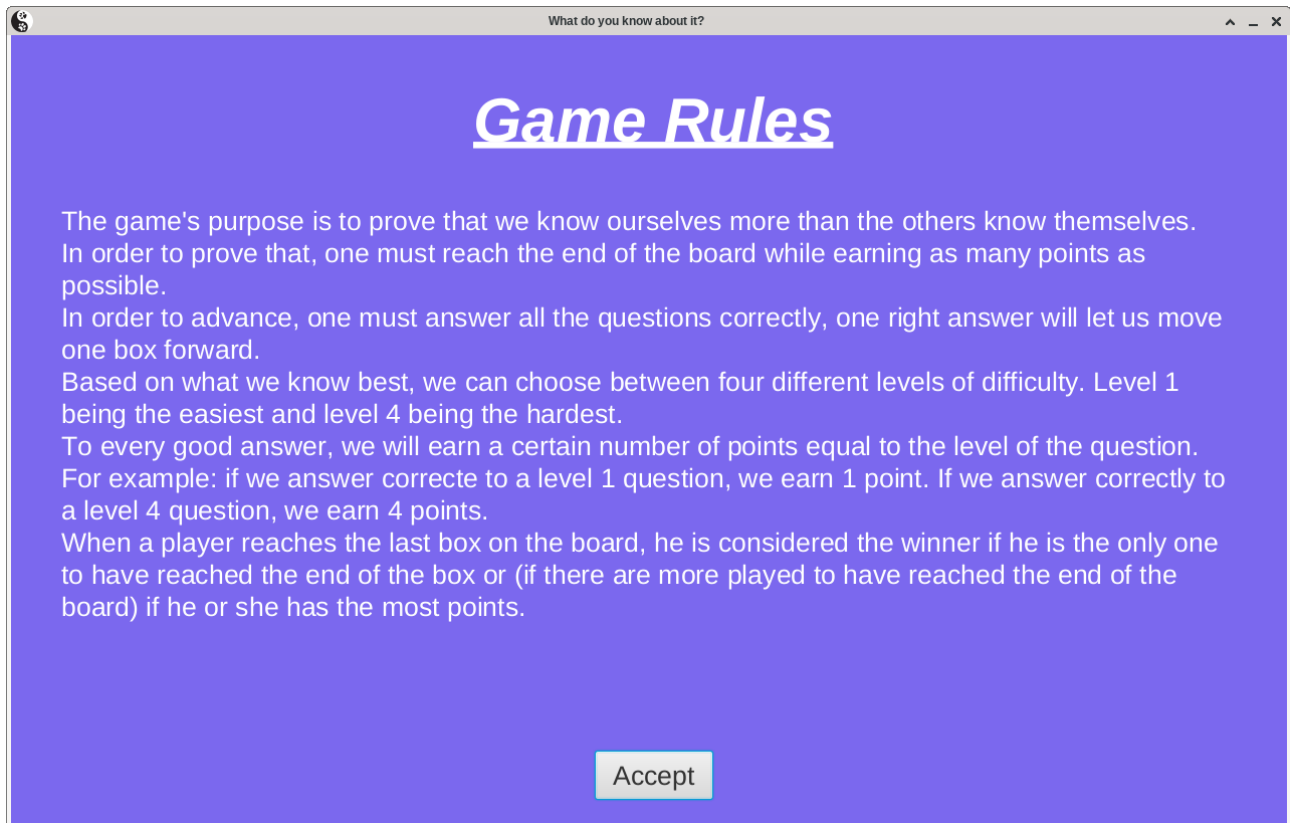 What do you know about it?
Game Rules
The game's purpose is to prove that we know ourselves more than the others know themselves.
In order to prove that, one must reach the end of the board while earning as many points as
possible.
In order to advance, one must answer all the questions correctly, one right answer will let us move
one box forward.
Based on what we know best, we can choose between four different levels of difficulty. Level 1
being the easiest and level 4 being the hardest.
To every good answer, we will earn a certain number of points equal to the level of the question.
For example: if we answer correcte to a level 1 question, we earn 1 point. If we answer correctly to
a level 4 question, we earn 4 points.
When a player reaches the last box on the board, he is considered the winner if he is the only one
to have reached the end of the box or (if there are more played to have reached the end of the
board) if he or she has the most points.
Accept